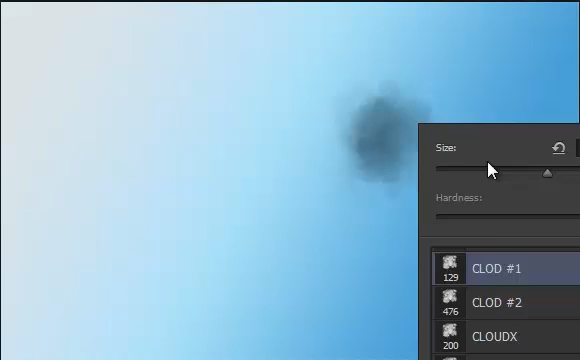 Size:
Hardness:
129 CLOD #1
476 CLOD #2
200 CLOUDX